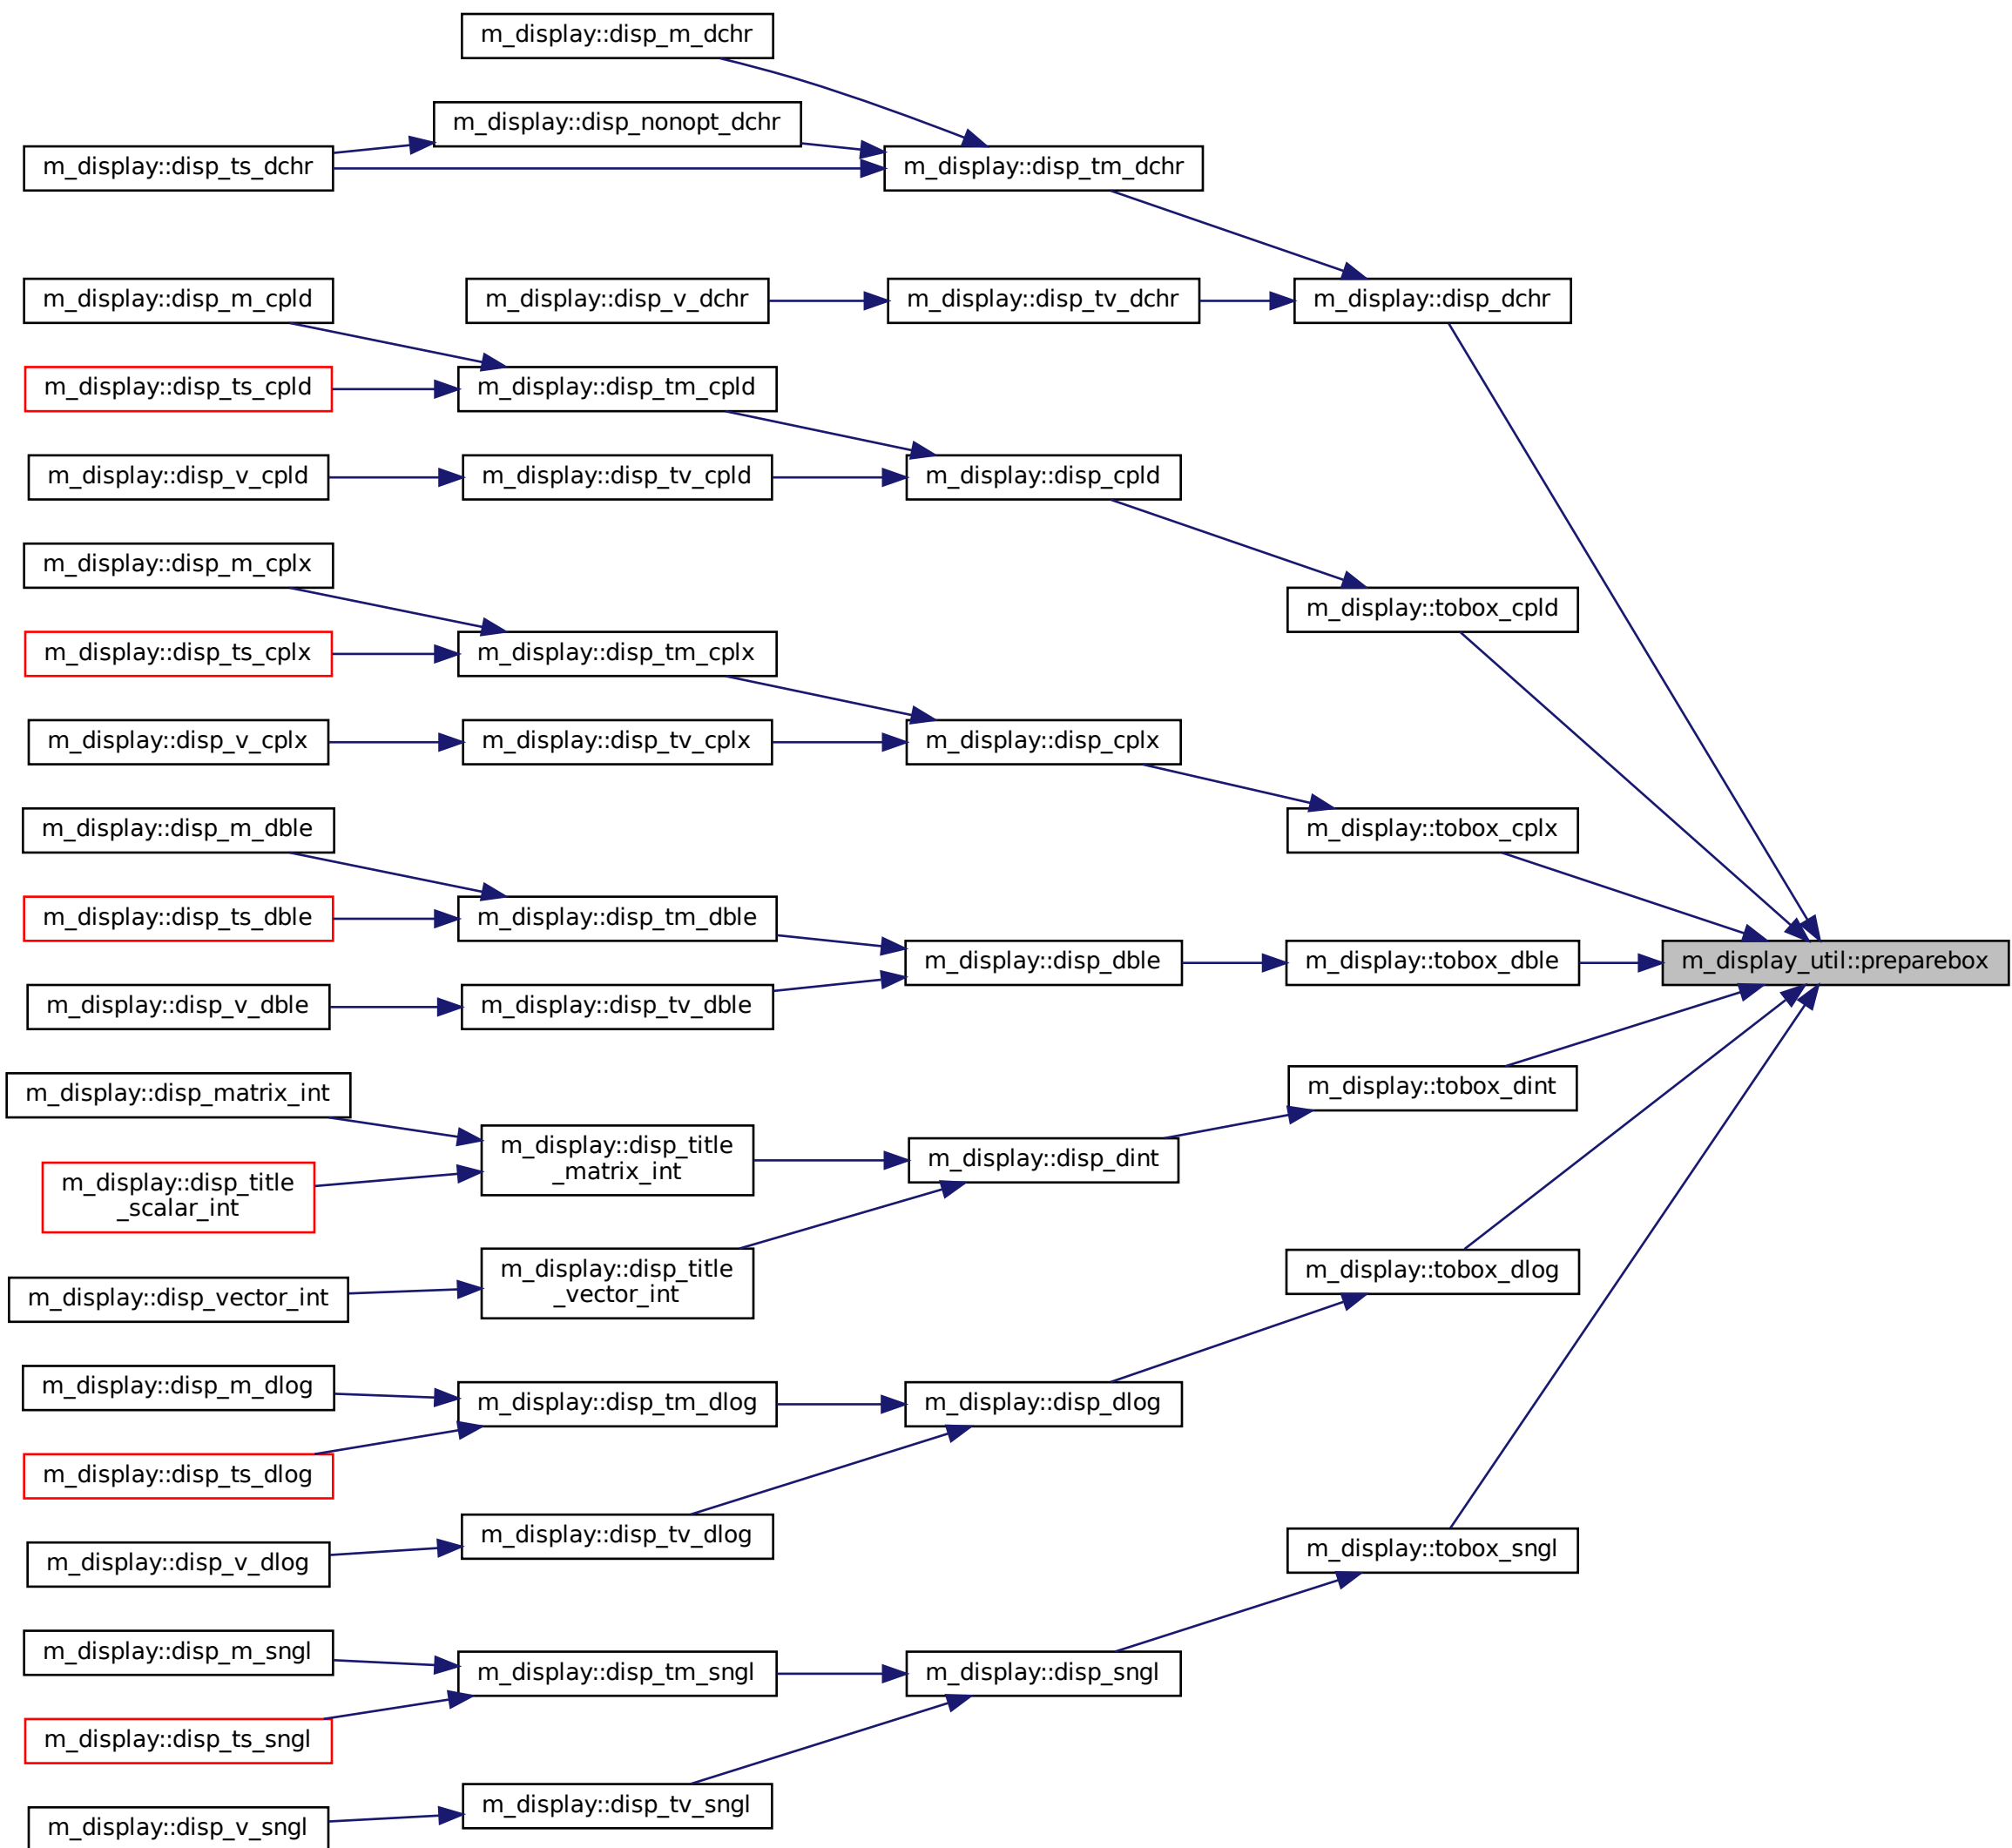 m_display::disp_m_dchr
m_display::disp_nonopt_dchr
m_display::disp_ts_dchr
m_display::disp_tm_dchr
m_display::disp_m_cpld
m_display::disp_v_dchr
m_display::disp_tv_dchr
m_display::disp_dchr
m_display::disp_ts_cpld
m_display::disp_tm_cpld
m_display::disp_v_cpld
m_display::disp_tv_cpld
m_display::disp_cpld
m_display::disp_m_cplx
m_display::tobox_cpld
m_display::disp_ts_cplx
m_display::disp_tm_cplx
m_display::disp_v_cplx
m_display::disp_tv_cplx
m_display::disp_cplx
m_display::disp_m_dble
m_display::tobox_cplx
m_display::disp_ts_dble
m_display::disp_tm_dble
m_display::disp_dble
m_display::tobox_dble
m_display_util::preparebox
m_display::disp_v_dble
m_display::disp_tv_dble
m_display::disp_matrix_int
m_display::tobox_dint
m_display::disp_title
_matrix_int
m_display::disp_dint
m_display::disp_title
_scalar_int
m_display::disp_title
_vector_int
m_display::tobox_dlog
m_display::disp_vector_int
m_display::disp_m_dlog
m_display::disp_tm_dlog
m_display::disp_dlog
m_display::disp_ts_dlog
m_display::disp_tv_dlog
m_display::tobox_sngl
m_display::disp_v_dlog
m_display::disp_m_sngl
m_display::disp_tm_sngl
m_display::disp_sngl
m_display::disp_ts_sngl
m_display::disp_tv_sngl
m_display::disp_v_sngl